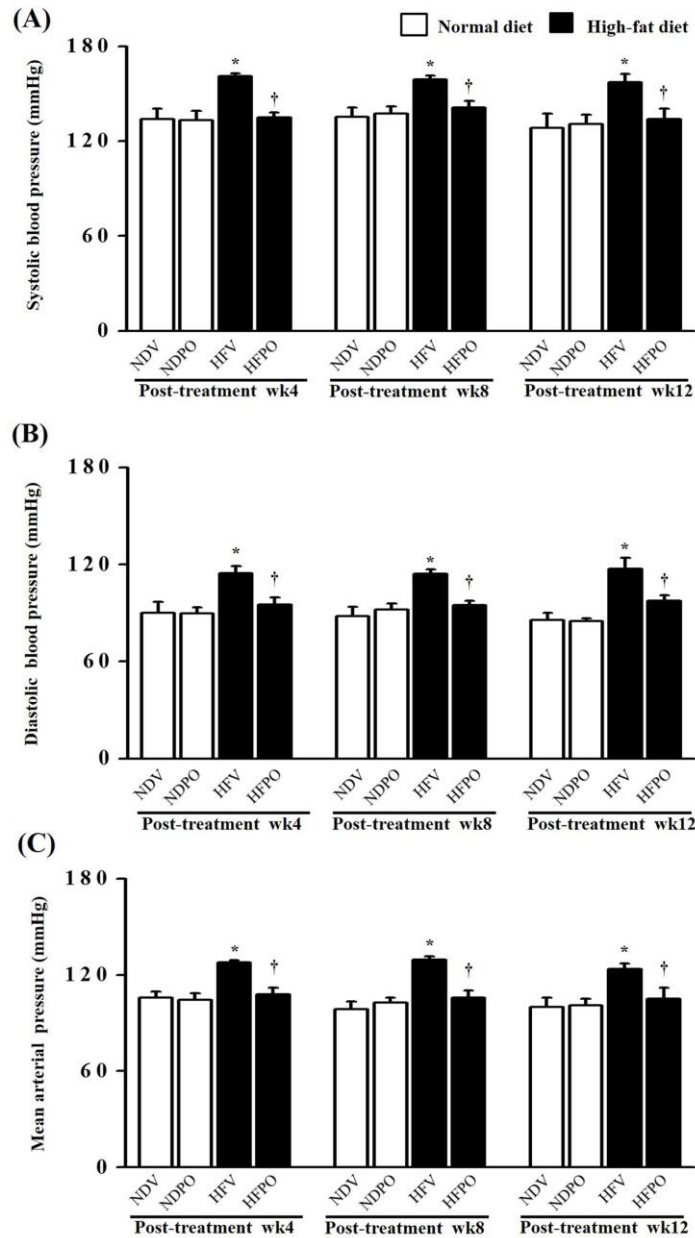 (A)
Normal diet High-fat diet
Systolic blood pressure (mmHg)
180
120
60
0
* † * † * †
NDV NDPO HFV HFPO NDV NDPO HFV HFPO NDV NDPO HFV HFPO
Post-treatment wk4 Post-treatment wk8 Post-treatment wk12
(B)
Diastolic blood pressure (mmHg)
180
120
60
0
* † * † * †
NDV NDPO HFV HFPO NDV NDPO HFV HFPO NDV NDPO HFV HFPO
Post-treatment wk4 Post-treatment wk8 Post-treatment wk12
(C)
Mean arterial pressure (mmHg)
180
120
60
0
* † * † * †
NDV NDPO HFV HFPO NDV NDPO HFV HFPO NDV NDPO HFV HFPO
Post-treatment wk4 Post-treatment wk8 Post-treatment wk12